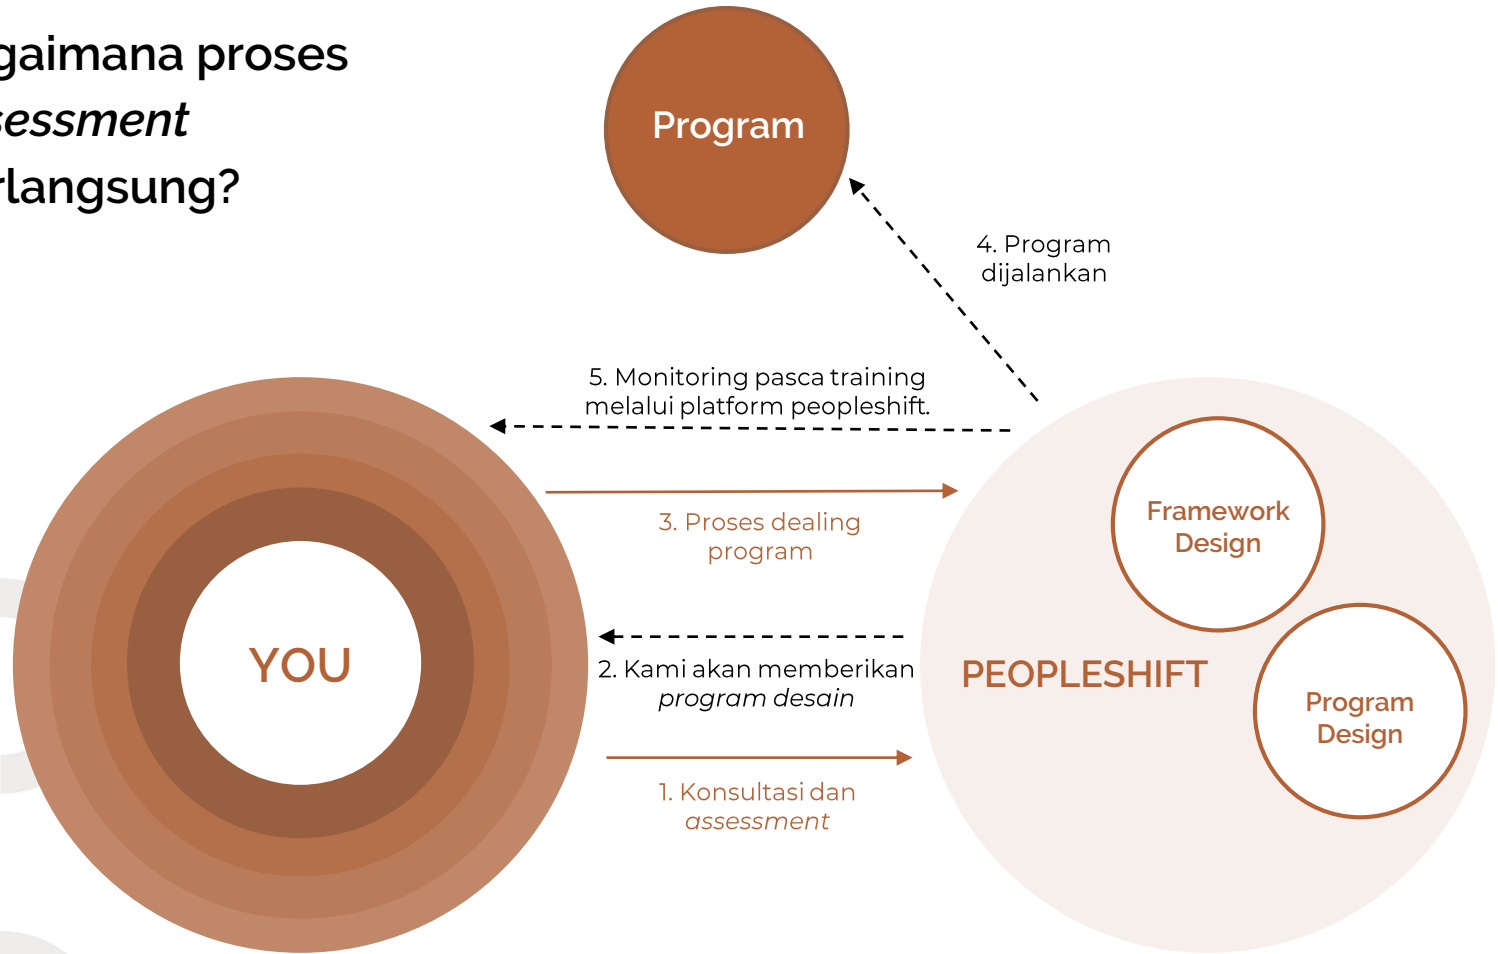 gaimana proses
sessment
rlangsung?
Program
4. Program
dijalankan
5. Monitoring pasca training
melalui platform peopleshift.
3. Proses dealing
program
2. Kami akan memberikan
program desain
1. Konsultasi dan
assessment
YOU
PEOPLESHIFT
Framework
Design
Program
Design